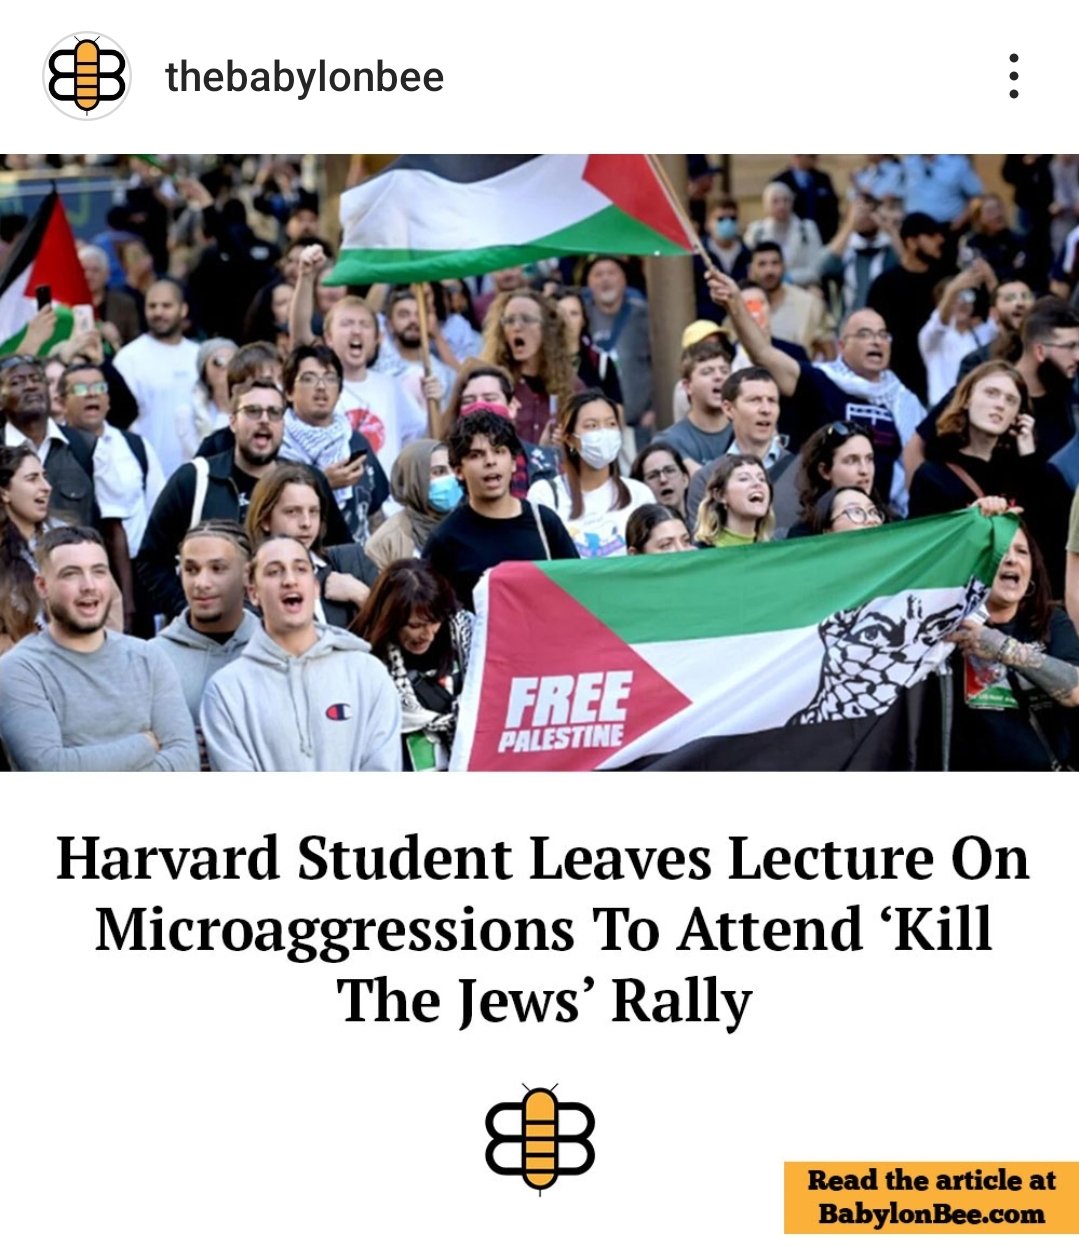 thebabylonbee
FREE
PALESTINE
Harvard Student Leaves Lecture On
Microaggressions To Attend ‘Kill
The Jews’ Rally
Read the article at
BabylonBee.com